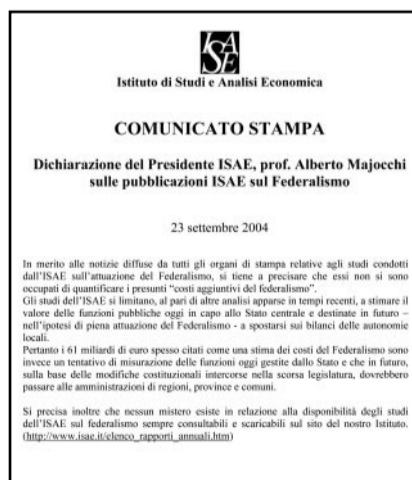 ISAE
Istituto di Studi e Analisi Economica
COMUNICATO STAMPA
Dichiarazione del Presidente ISAE, prof. Alberto Majocchi
sulle pubblicazioni ISAE sul Federalismo
23 settembre 2004
In merito alle notizie diffuse da tutti gli organi di stampa relative agli studi condotti
dall'ISAE sull'attuazione del Federalismo, si tiene a precisare che essi non si sono
occupati di quantificare i presunti "costi aggiuntivi del federalismo".
Gli studi dell'ISAE si limitano, al pari di altre analisi apparse in tempi recenti, a stimare il
valore delle funzioni pubbliche oggi in capo allo Stato centrale e destinate in futuro –
nell'ipotesi di piena attuazione del Federalismo - a spostarsi sui bilanci delle autonomie
locali.
Pertanto i 61 miliardi di euro spesso citati come una stima dei costi del Federalismo sono
invece un tentativo di misurazione delle funzioni oggi gestite dallo Stato e che in futuro,
sulla base delle modifiche costituzionali intercorse nella scorsa legislatura, dovrebbero
passare alle amministrazioni di regioni, province e comuni.
Si precisa inoltre che nessun mistero esiste in relazione alla disponibilità degli studi
dell'ISAE sul federalismo sempre consultabili e scaricabili sul sito del nostro Istituto.
(http://www.isae.it/elenco_rapporti_annuali.htm)